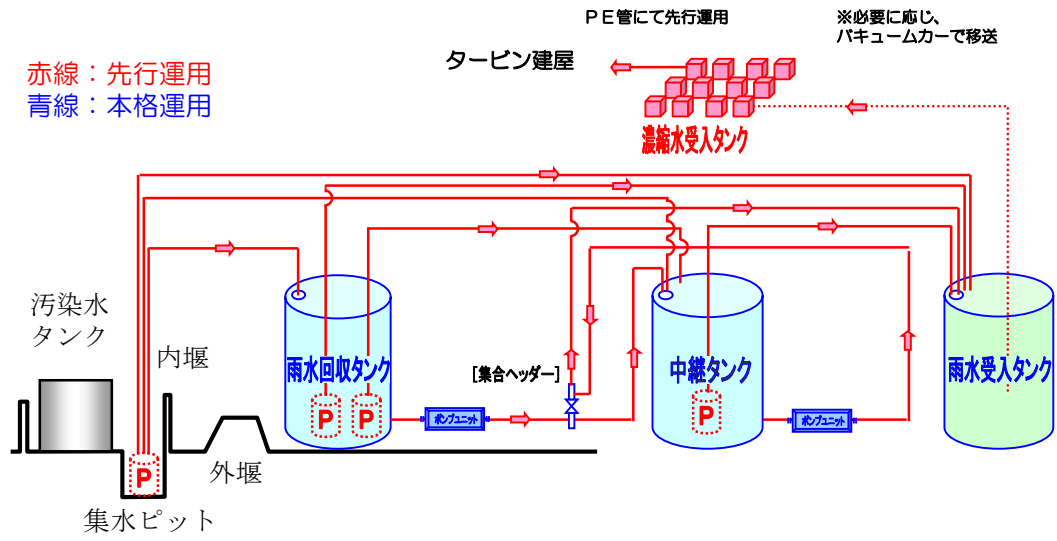 PE管にて先行運用
※必要に応じ、
バキュームカーで移送
タービン建屋
赤線：先行運用
青線：本格運用
濃縮水受入タンク
汚染水
タンク
内堰
雨水回収タンク
[集合ヘッダー]
中継タンク
雨水受入タンク
P
P
P
ポンプユニット
ポンプユニット
外堰
P
集水ピット